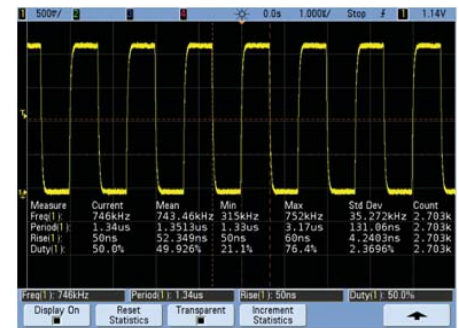 1 500▽/ 2 3 4 0.0s 1.000▽/ Stop 1 1.14V
Measure Current Mean Min Max Std Dev Count
Freq(1): 746kHz 743.46kHz 315kHz 752kHz 35.272kHz 2.703k
Period(1): 1.34us 1.3513us 1.33us 3.17us 131.06ns 2.703k
Rise(1): 50ns 52.349ns 50ns 60ns 4.2403ns 2.703k
Duty(1): 50.0% 49.926% 21.1% 76.4% 2.3696% 2.703k
Freq(1): 746kHz Period(1): 1.34us Rise(1): 50ns Duty(1): 50.0%
Display On Reset Statistics Transparent Increment Statistics